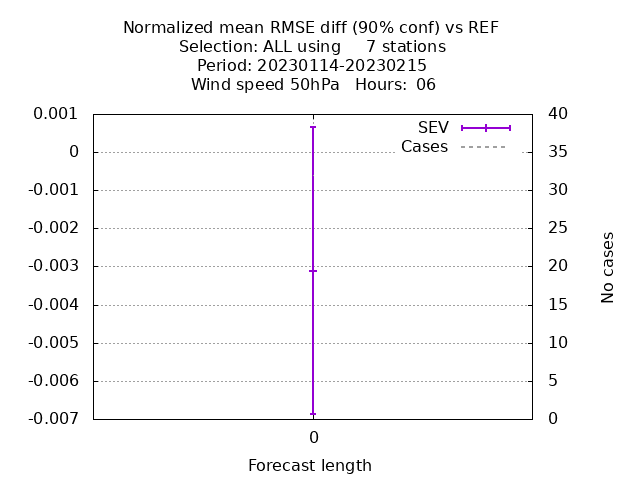 Normalized mean RMSE diff (90% conf) vs REF
Selection: ALL using     7 stations
Period: 20230114-20230215
Wind speed 50hPa   Hours:  06
0.001
0
-0.001
-0.002
-0.003
-0.004
-0.005
-0.006
-0.007
SEV
Cases
40
35
30
25
20
15
10
5
0
No cases
0
Forecast length